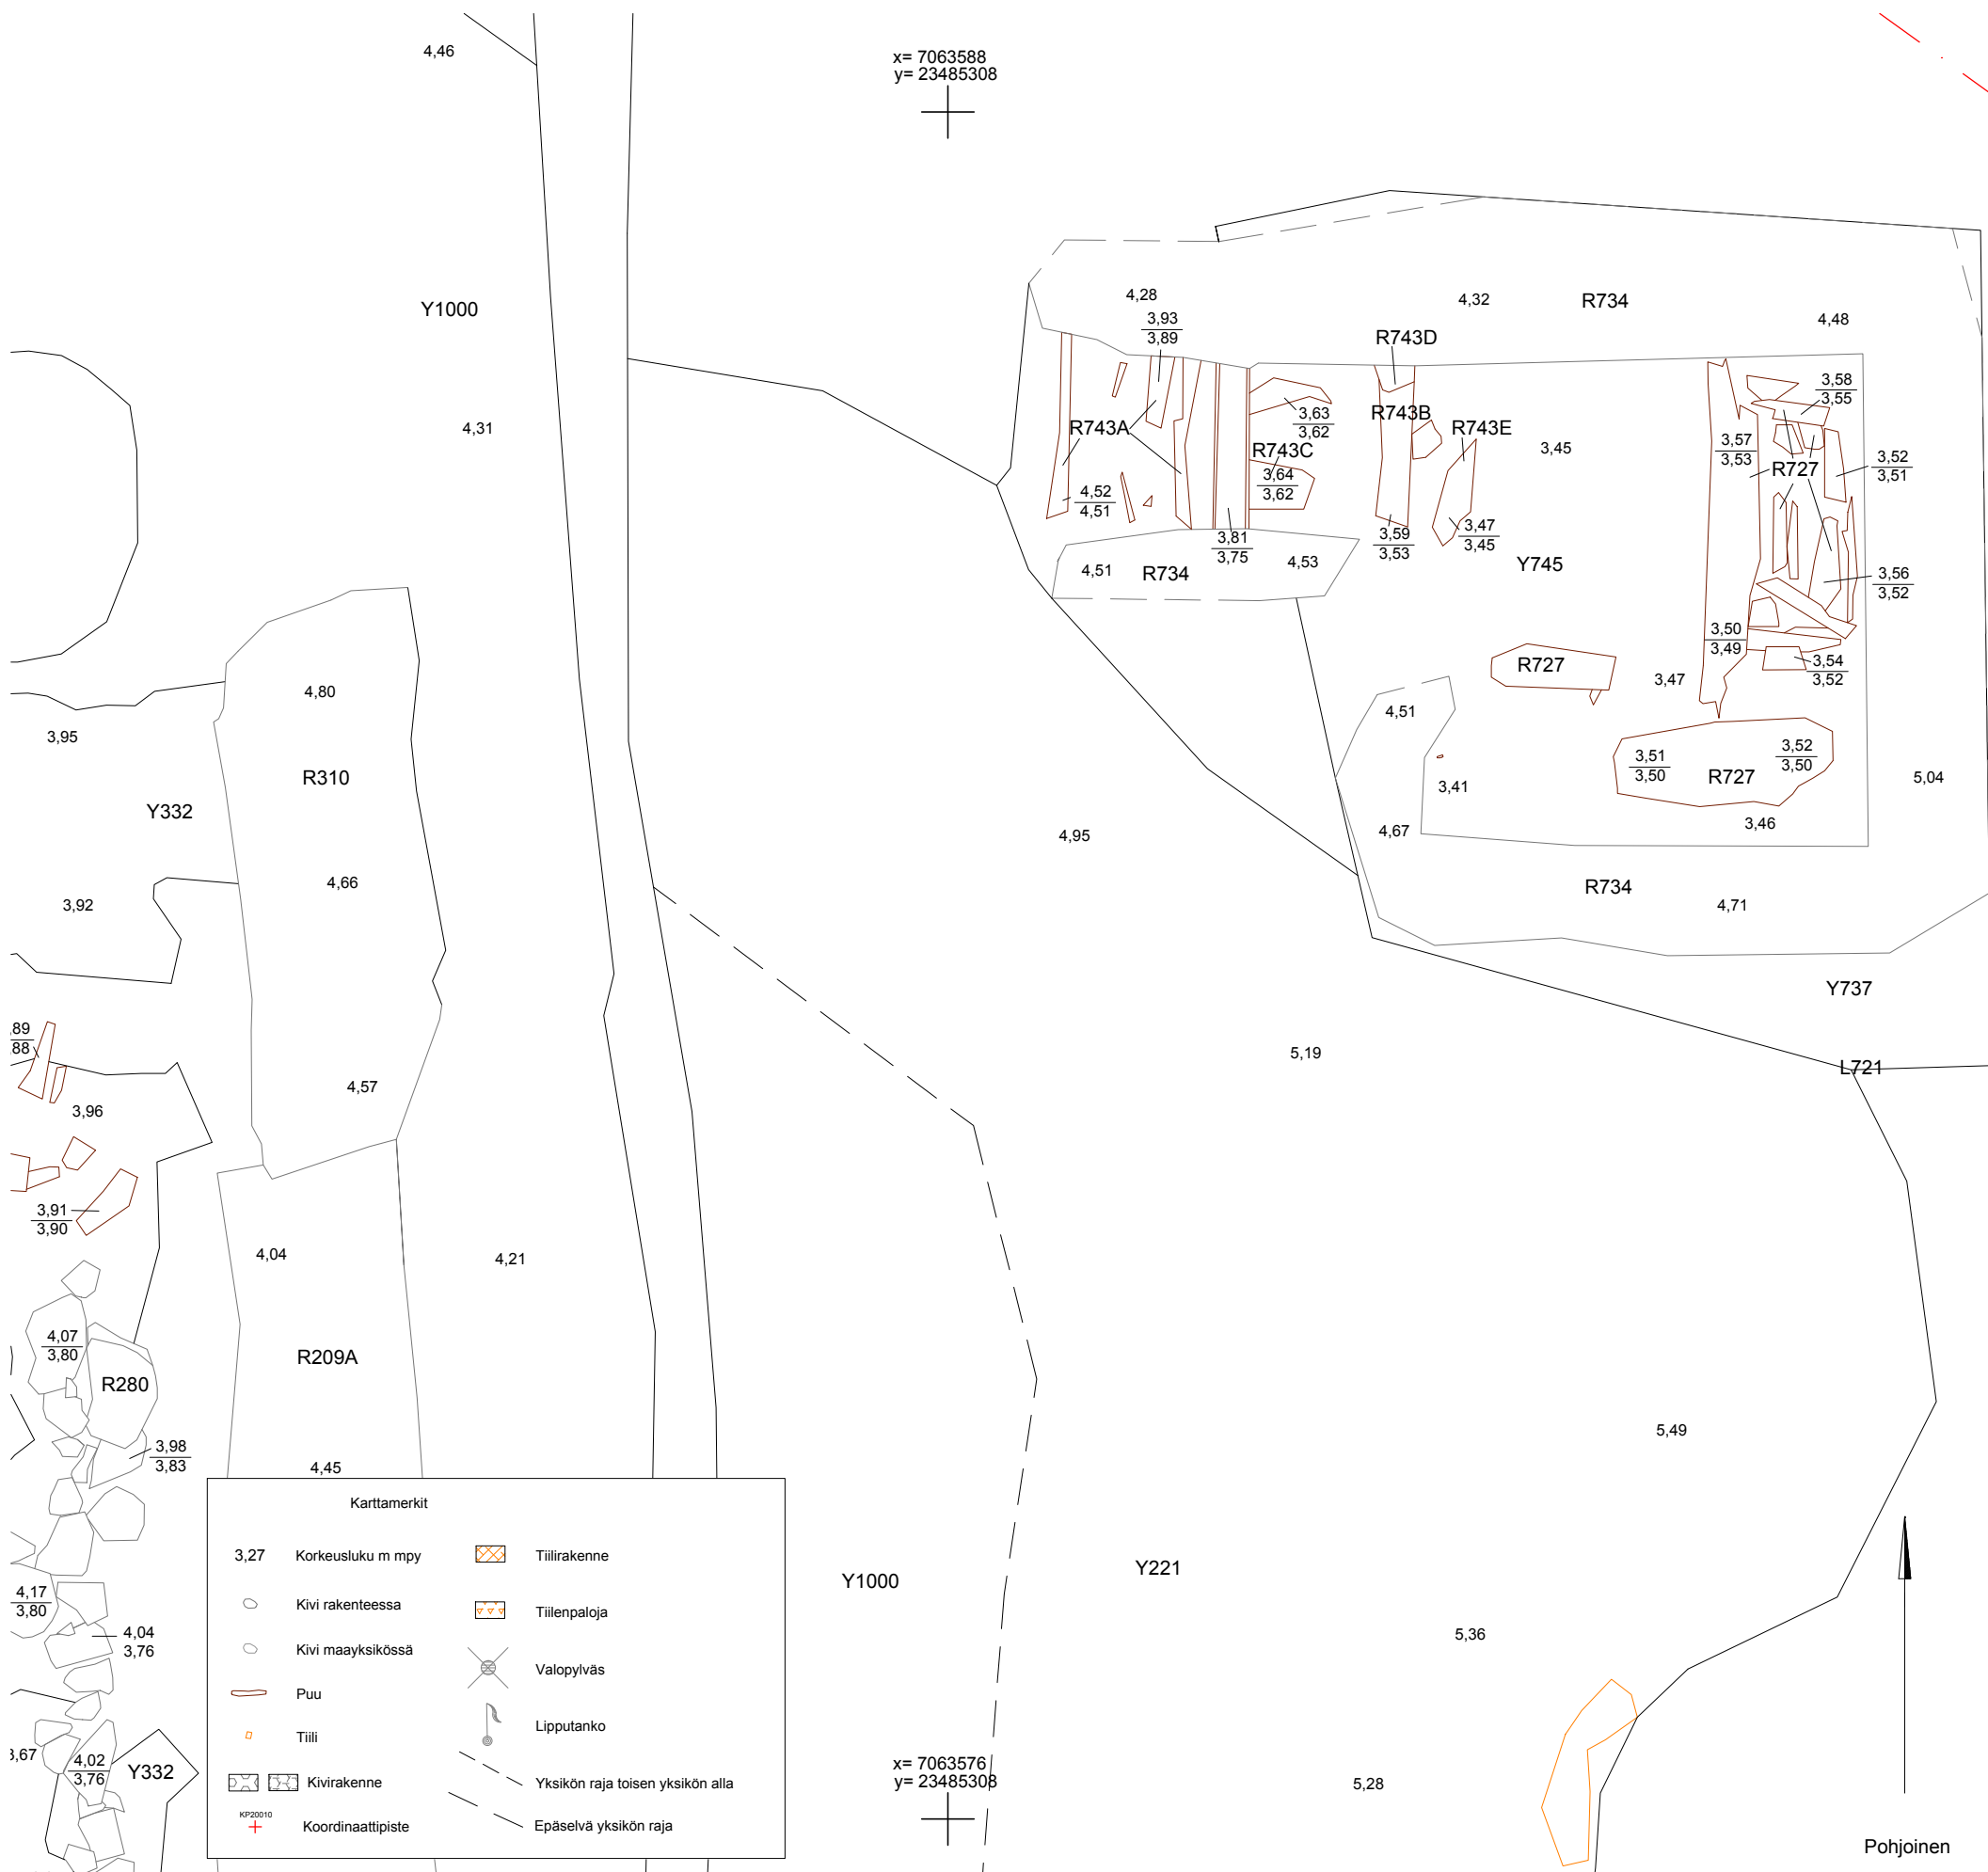 4,46
x= 7063588
y= 23485308
Y1000
4,28
4,32
R734
4,48
3,93
3,89
R743D
4,31
R743A
3,63
3,62
R743B
R743E
3,45
3,58
3,55
3,57
3,53
R727
3,52
3,51
R743C
3,64
3,62
4,52
4,51
3,81
3,75
3,59
3,53
3,47
3,45
4,51
R734
4,53
Y745
3,56
3,52
3,50
3,49
3,54
3,52
R727
3,47
4,80
3,95
R310
4,51
3,51
3,50
R727
3,52
3,50
3,41
5,04
Y332
4,95
4,67
3,46
4,66
3,92
R734
4,71
Y737
,89
,88
5,19
L721
4,57
3,96
3,91
3,90
4,04
4,21
4,07
3,80
R280
R209A
3,98
3,83
4,45
5,49
Karttamerkit
3,27 Korkeusluku m mpy
Tiilirakenne
Kivi rakenteessa
Tiilenpaloja
Kivi maayksikössä
Valopylväs
Puu
Lipputanko
Tiili
Kivirakenne
Yksikön raja toisen yksikön alla
KP20010
Koordinaattipiste
Epäselvä yksikön raja
4,17
3,80
4,04
3,76
Y1000
Y221
5,36
3,67
4,02
3,76
Y332
x= 7063576
y= 23485308
5,28
Pohjoinen